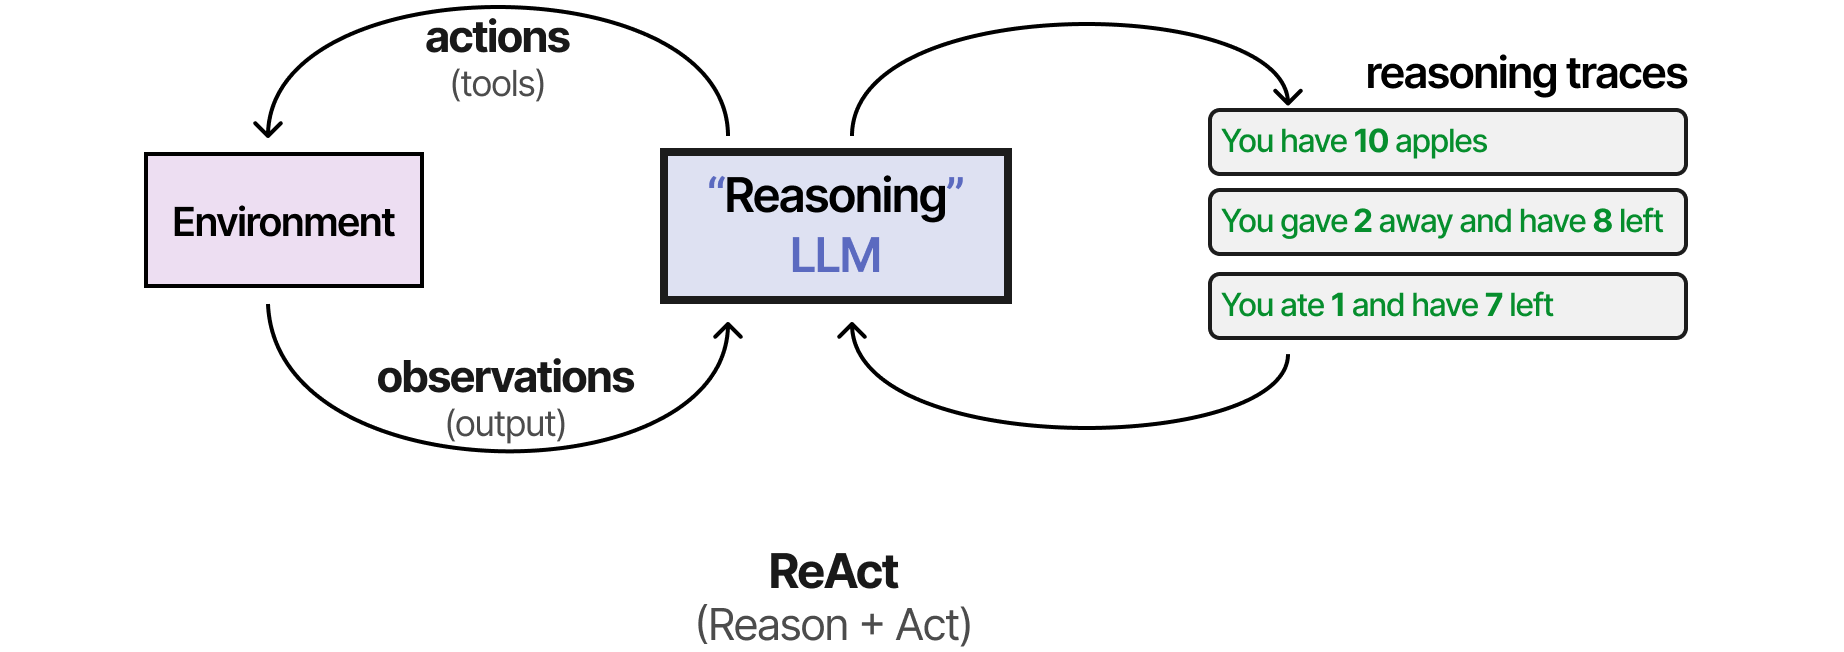 actions
(tools)
reasoning traces
You have 10 apples
You gave 2 away and have 8 left
You ate 1 and have 7 left
Environment
“Reasoning”
LLM
observations
(output)
ReAct
(Reason + Act)